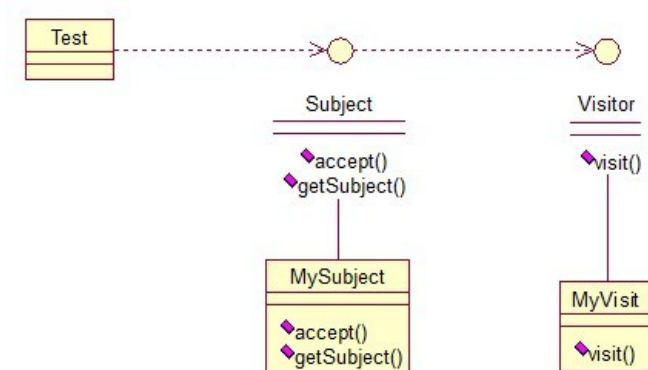 Test
Subject
accept()
getSubject()
Visitor
visit()
MySubject
accept()
getSubject()
MyVisit
visit()